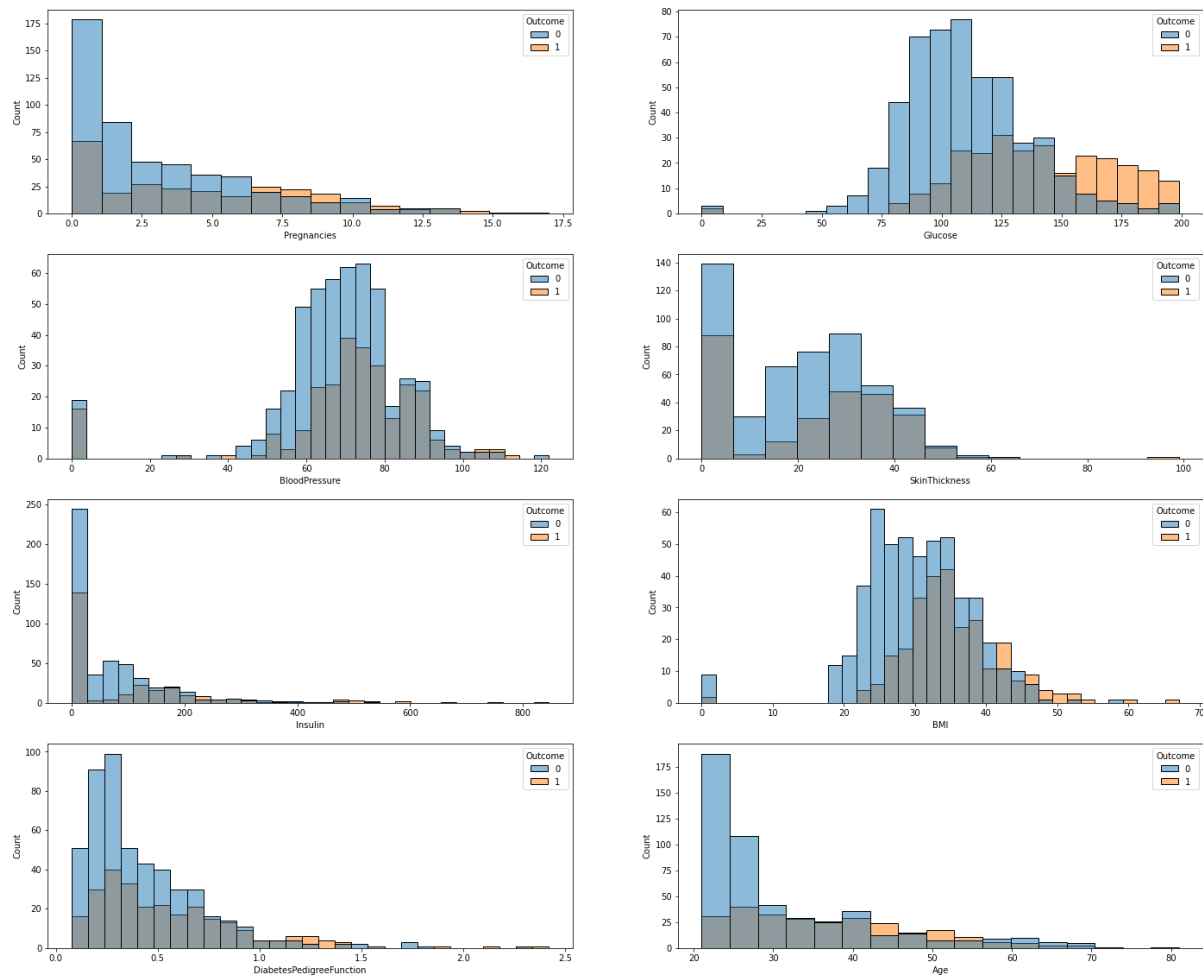 Outcome
0
1
Count
175
150
125
100
75
50
25
0
0.0 2.5 5.0 7.5 10.0 12.5 15.0 17.5
Pregnancies
Outcome
0
1
Count
80
70
60
50
40
30
20
10
0
0 25 50 75 100 125 150 175 200
Glucose
Outcome
0
1
Count
60
50
40
30
20
10
0
0 20 40 60 80 100 120
BloodPressure
Outcome
0
1
Count
140
120
100
80
60
40
20
0
0 20 40 60 80 100
SkinThickness
Outcome
0
1
Count
250
200
150
100
50
0
0 200 400 600 800
Insulin
Outcome
0
1
Count
60
50
40
30
20
10
0
0 10 20 30 40 50 60 70
BMI
Outcome
0
1
Count
100
80
60
40
20
0
0.0 0.5 1.0 1.5 2.0 2.5
DiabetesPedigreeFunction
Outcome
0
1
Count
175
150
125
100
75
50
25
0
20 30 40 50 60 70 80
Age